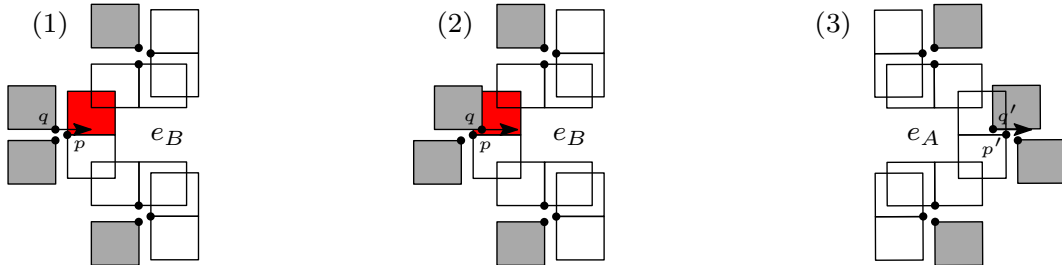 (1) (2) (3)
q q q′
p e_B p e_B e_A p′